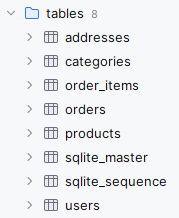 tables 8
addresses
categories
order_items
orders
products
sqlite_master
sqlite_sequence
users